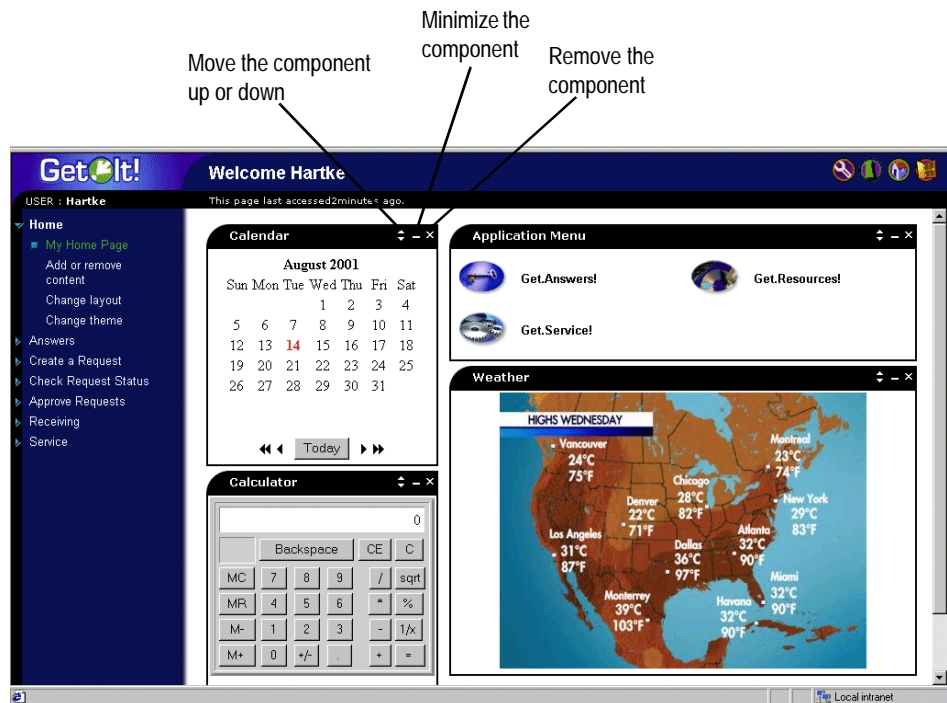 Minimize the
component
Move the component
up or down
Remove the
component
Get It!
Welcome Hartke
USER : Hartke
This page last accessed2minutes ago.
Home
My Home Page
Add or remove
content
Change layout
Change theme
Answers
Create a Request
Check Request Status
Approve Requests
Receiving
Service
Calendar
August 2001
Sun Mon Tue Wed Thu Fri Sat
1 2 3 4
5 6 7 8 9 10 11
12 13 14 15 16 17 18
19 20 21 22 23 24 25
26 27 28 29 30 31
Today
Calculator
0
Backspace CE C
MC 7 8 9 / sqrt
MR 4 5 6 * %
M- 1 2 3 - 1/x
M+ 0 +/- . + =
Application Menu
Get.Answers!
Get.Resources!
Get.Service!
Weather
HIGHS WEDNESDAY
Vancouver
24°C
75°F
Montreal
23°C
74°F
Chicago
28°C
82°F
Denver
22°C
71°F
New York
29°C
83°F
Los Angeles
31°C
87°F
Atlanta
32°C
90°F
Dallas
36°C
97°F
Miami
32°C
90°F
Monterrey
39°C
103°F
Havana
32°C
90°F
Local intranet